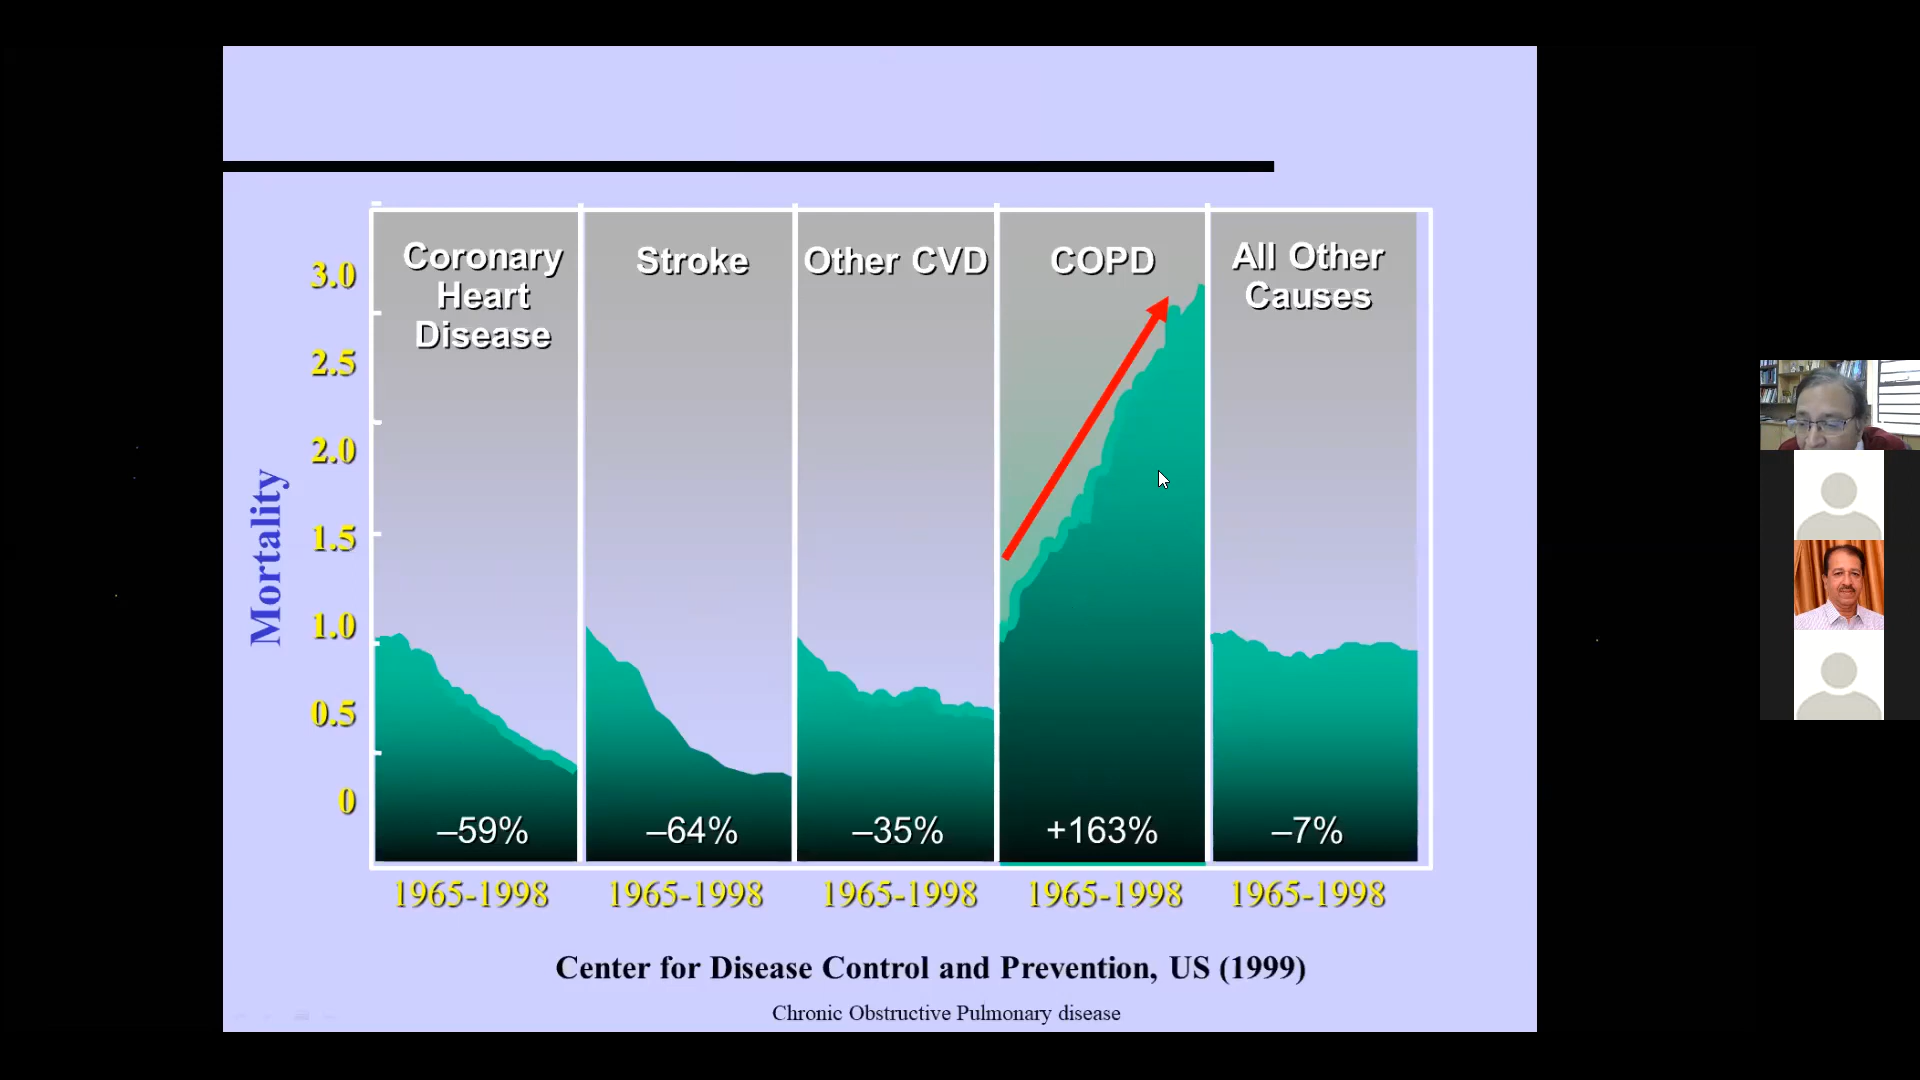 Coronary
Heart
Disease
Stroke
Other CVD
COPD
All Other
Causes
3.0
2.5
2.0
1.5
1.0
0.5
0
Mortality
–59%
–64%
–35%
+163%
–7%
1965-1998
1965-1998
1965-1998
1965-1998
1965-1998
Center for Disease Control and Prevention, US (1999)
Chronic Obstructive Pulmonary disease